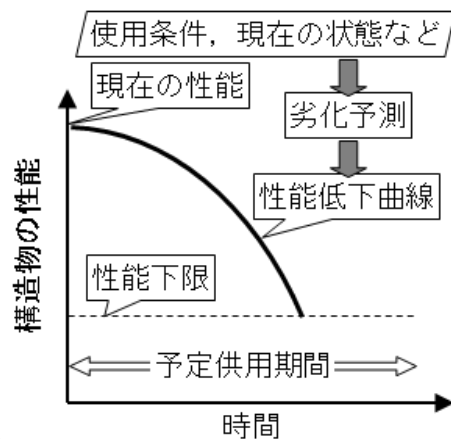 使用条件，現在の状態など
現在の性能
劣化予測
性能低下曲線
構造物の性能
性能下限
予定供用期間
時間